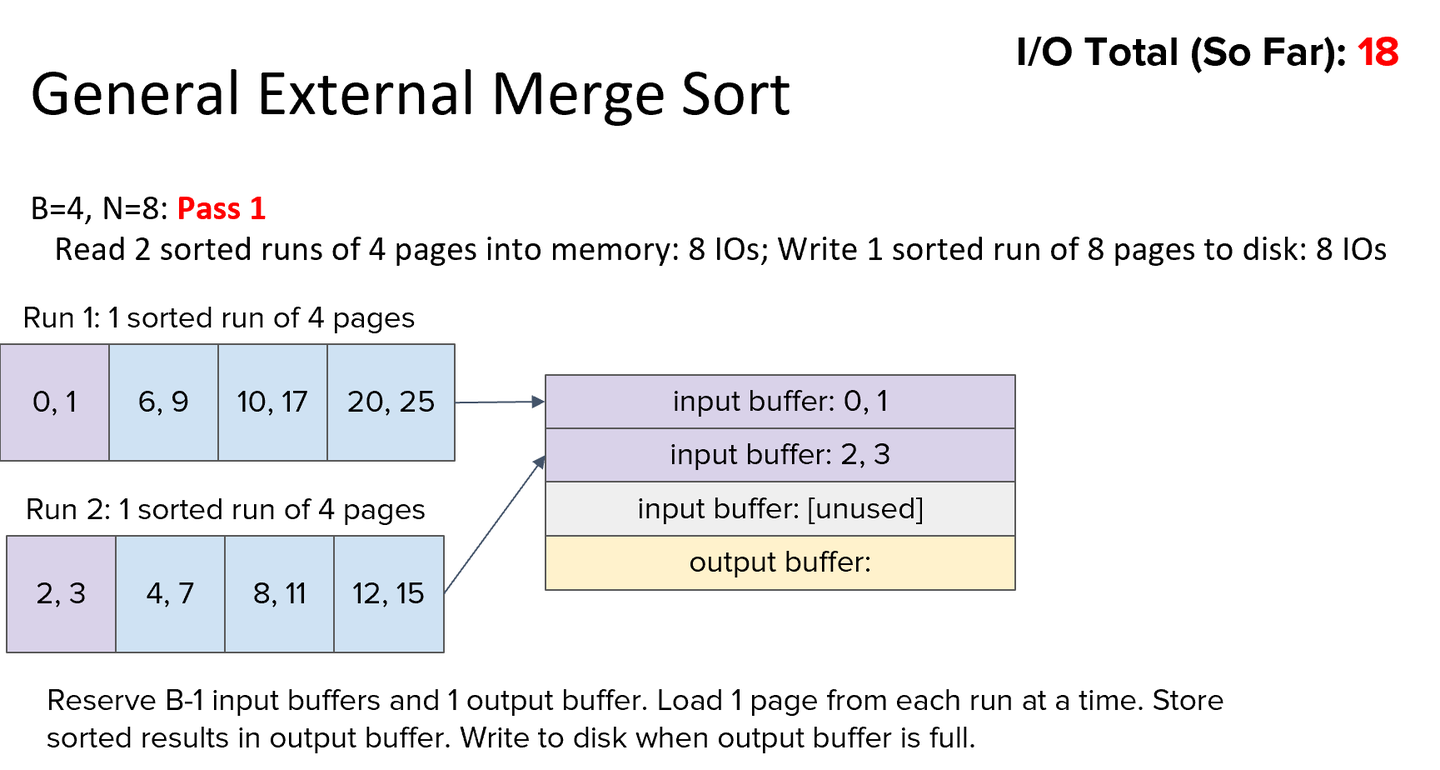 I/O Total (So Far): 18
General External Merge Sort
B=4, N=8: Pass 1
Read 2 sorted runs of 4 pages into memory: 8 IOs; Write 1 sorted run of 8 pages to disk: 8 IOs
Run 1: 1 sorted run of 4 pages
0, 1
6, 9
10, 17
20, 25
input buffer: 0, 1
input buffer: 2, 3
input buffer: [unused]
output buffer:
Run 2: 1 sorted run of 4 pages
2, 3
4, 7
8, 11
12, 15
Reserve B-1 input buffers and 1 output buffer. Load 1 page from each run at a time. Store
sorted results in output buffer. Write to disk when output buffer is full.